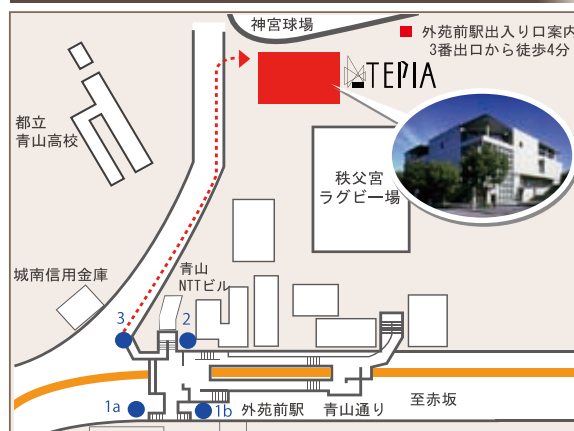 神宮球場
■ 外苑前駅出入り口案内
3番出口から徒歩4分
TEPIA
都立
青山高校
秩父宮
ラグビー場
城南信用金庫
青山
NTTビル
3
2
1a
1b
外苑前駅
青山通り
至赤坂